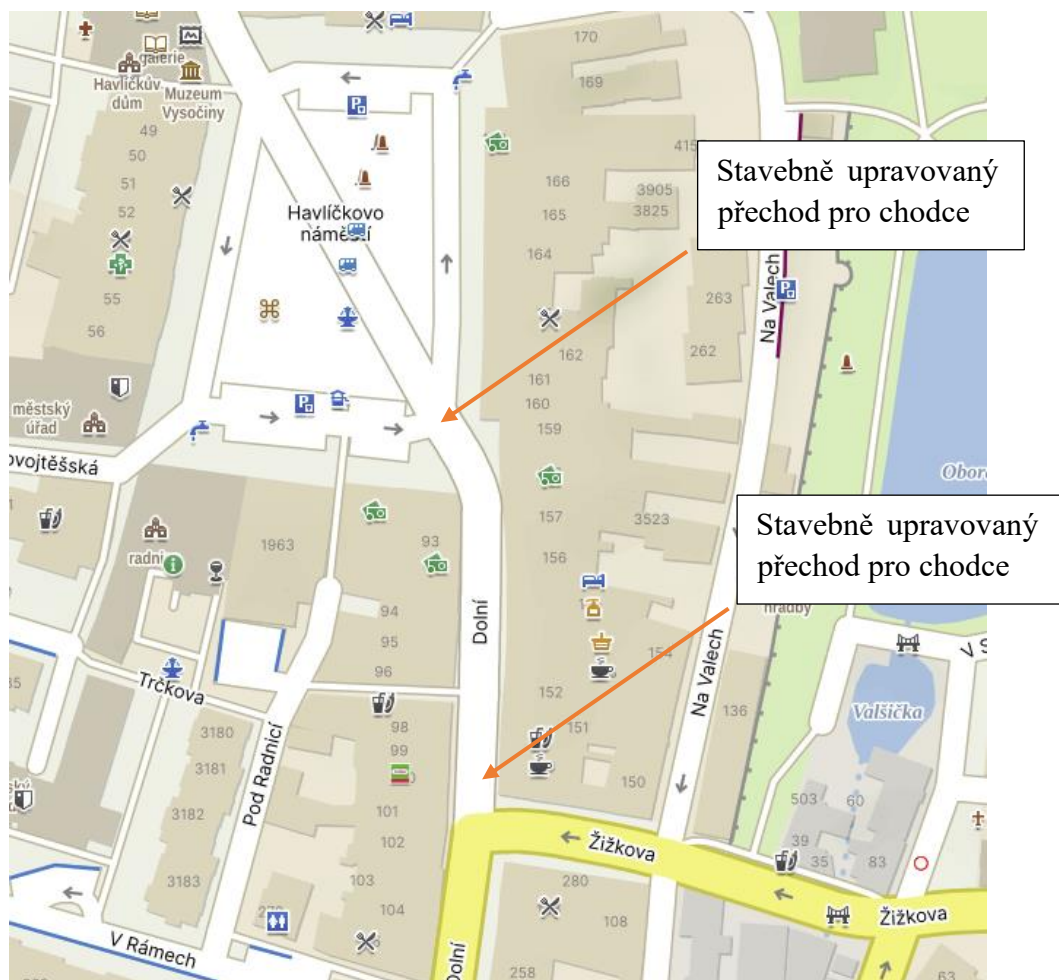 170
galerie
Havlíčkův
dům
Muzeum
Vysočiny
169
49
50
415
51
52
166
3905
3825
165
Havlíčkovo
náměstí
164
55
56
263
Na Valech
162
262
161
160
159
městský
úřad
ovojtěšská
Obor
157
3523
1963
93
156
radni
94
95
96
Dolní
154
hradby
152
151
150
136
Na Valech
V S
Trčkova
Valšička
98
99
3180
3181
3182
3183
Pod Radnicí
101
102
103
104
503
60
39
35
83
Žižkova
280
108
258
Žižkova
V Rámech
Dolní
63
Stavebně upravovaný
přechod pro chodce
Stavebně upravovaný
přechod pro chodce